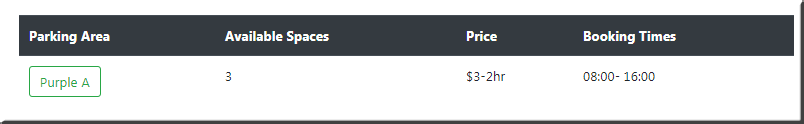 Parking Area Available Spaces Price Booking Times
Purple A 3 $3-2hr 08:00- 16:00